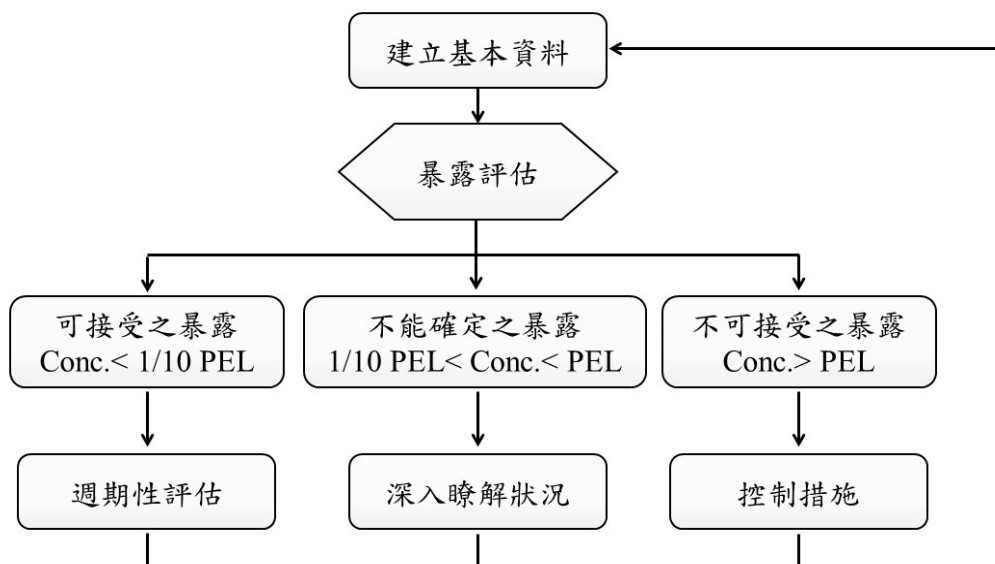 建立基本資料
暴露評估
可接受之暴露
Conc.< 1/10 PEL
不能確定之暴露
1/10 PEL< Conc.< PEL
不可接受之暴露
Conc.> PEL
週期性評估
深入瞭解狀況
控制措施